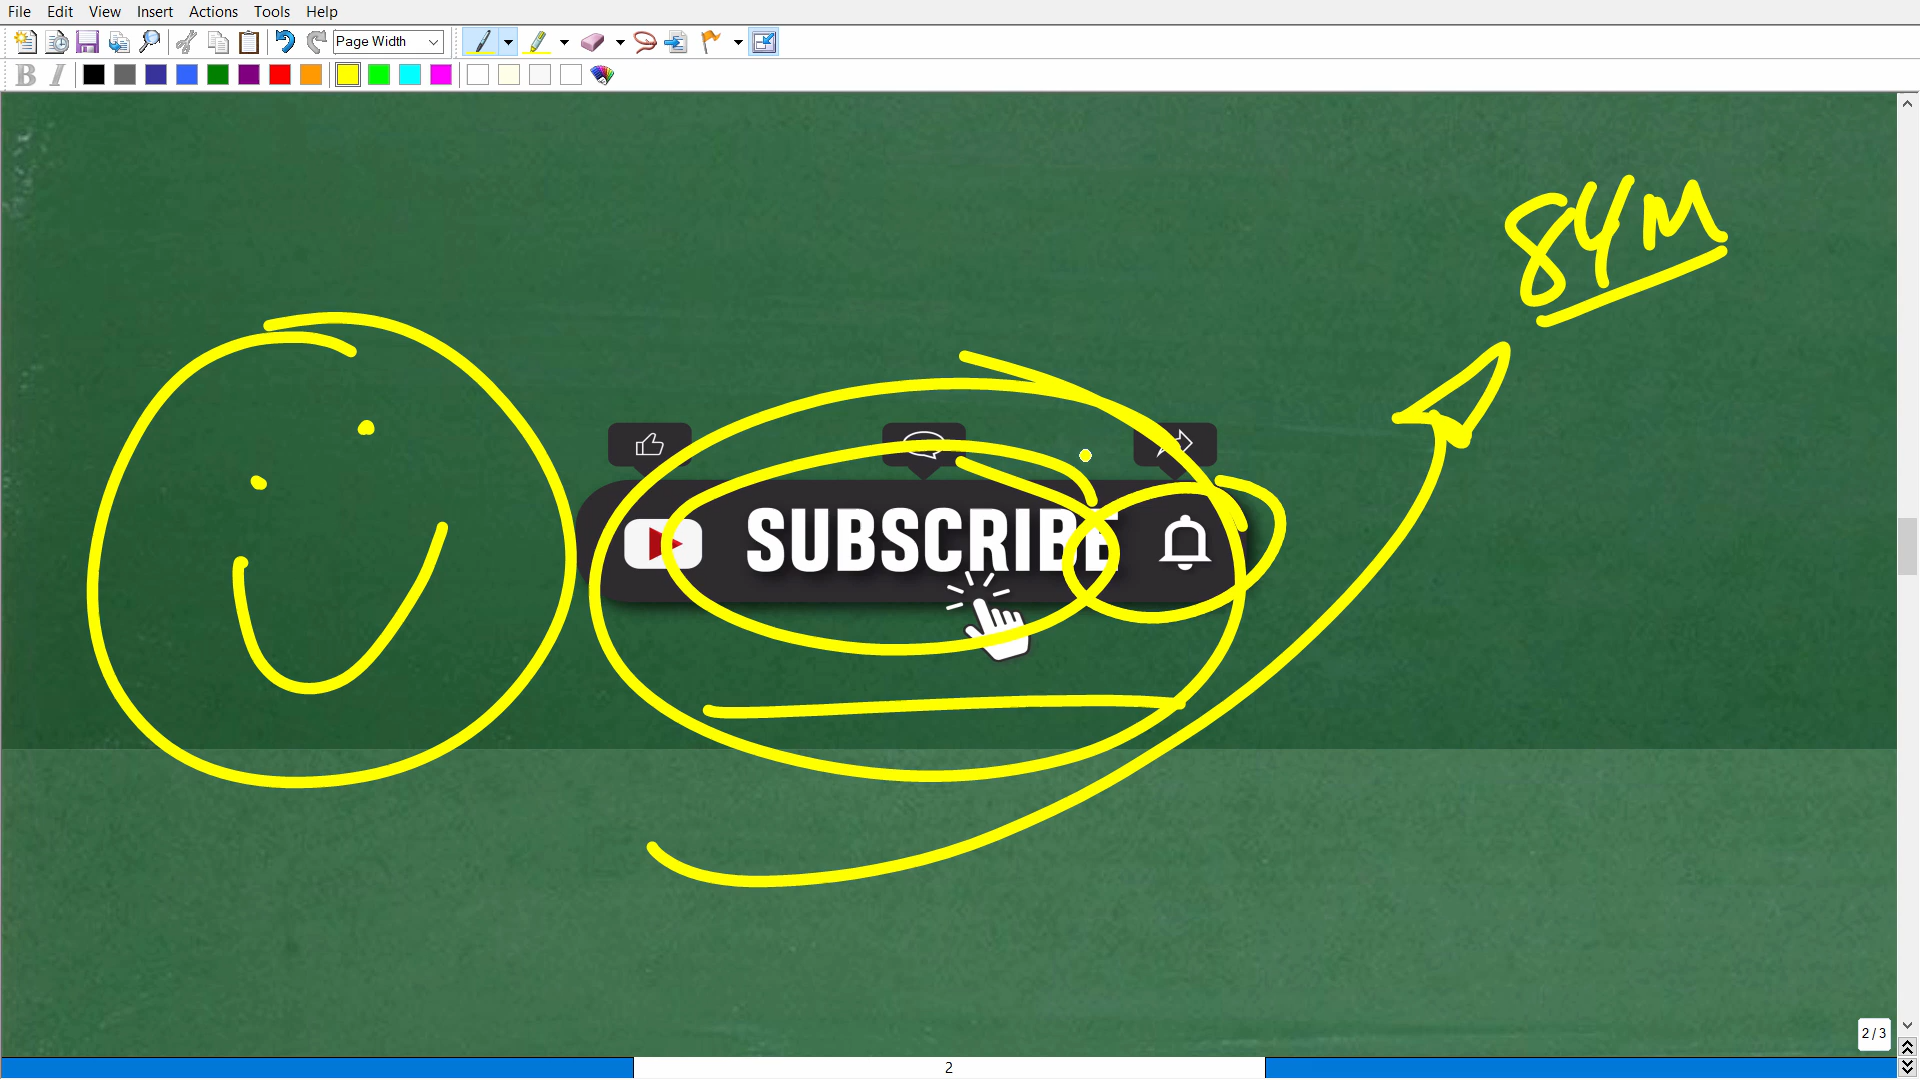 File Edit View Insert Actions Tools Help
Page Width
B I
84M
SUBSCRIBE
2 / 3
2